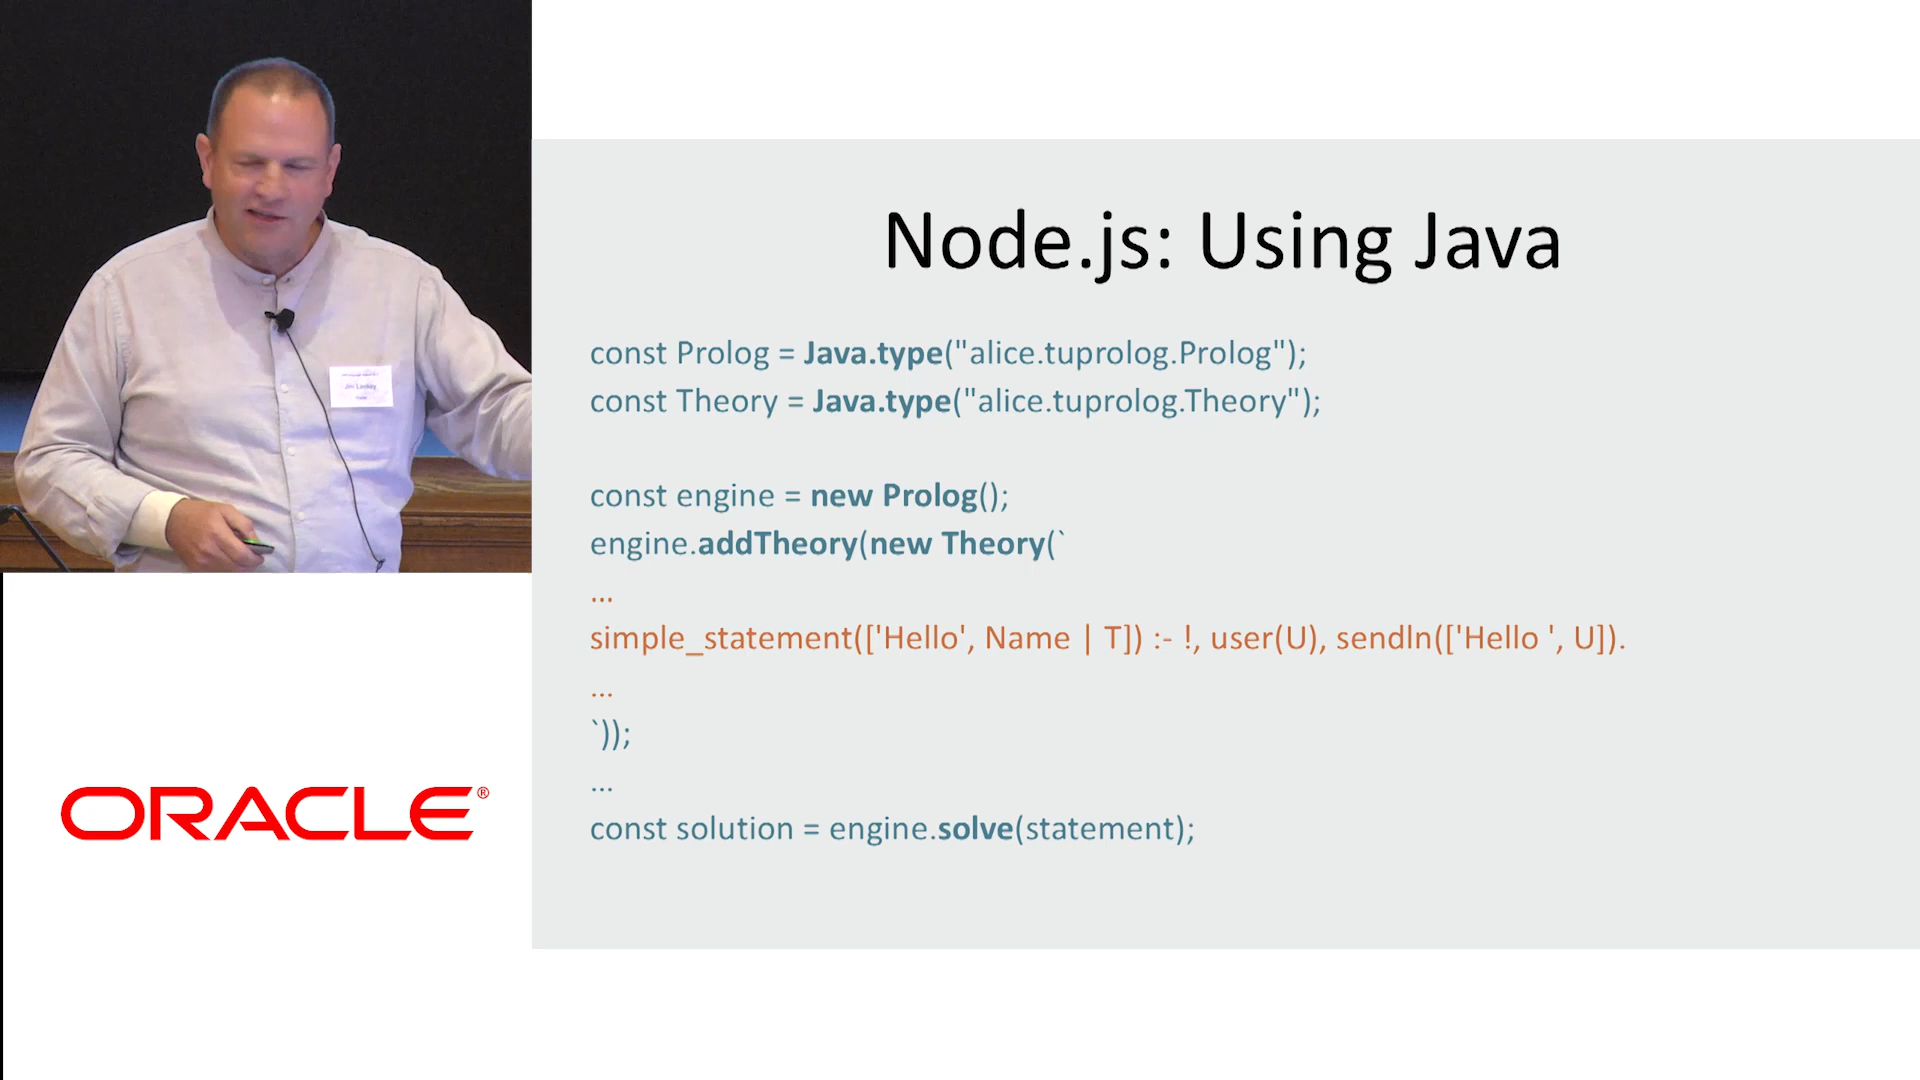 Jim Laskey
ORACLE®
Node.js: Using Java
const Prolog = Java.type("alice.tuprolog.Prolog");
const Theory = Java.type("alice.tuprolog.Theory");
const engine = new Prolog();
engine.addTheory(new Theory(`
...
simple_statement(['Hello', Name | T]) :- !, user(U), sendln(['Hello ', U]).
...
`));
...
const solution = engine.solve(statement);